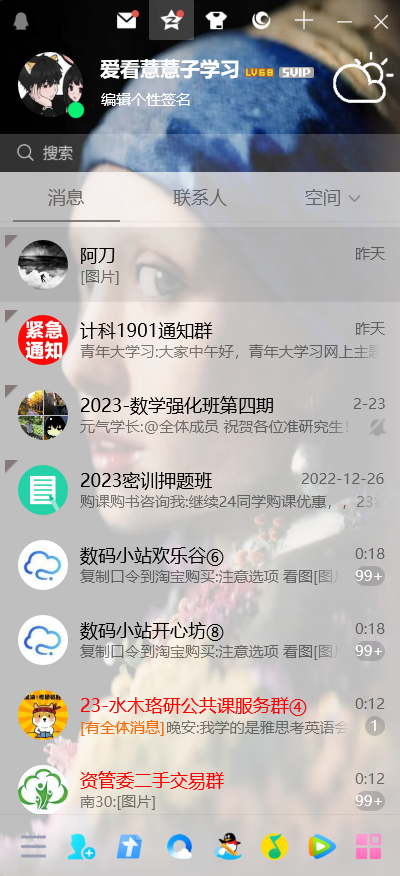 爱看薏薏子学习 LV68 SVIP
编辑个性签名
搜索
消息 联系人 空间
阿刀 昨天
[图片]
紧急通知
计科1901通知群 昨天
青年大学习:大家中午好，青年大学习网上主题
2023-数学强化班第四期 2-23
元气学长:@全体成员 祝贺各位准研究生!
2023密训押题班 2022-12-26
购课购书咨询我:继续24同学购课优惠，, 23
数码小站欢乐谷⑥ 0:18
复制口令到淘宝购买:注意选项 看图[图片 99+
数码小站开心坊⑧ 0:18
复制口令到淘宝购买:注意选项 看图[图片 99+
23-水木珞研公共课服务群④ 0:12
[有全体消息]晚安:我学的是雅思考英语会 1
资管委二手交易群 0:12
南30:[图片] 99+